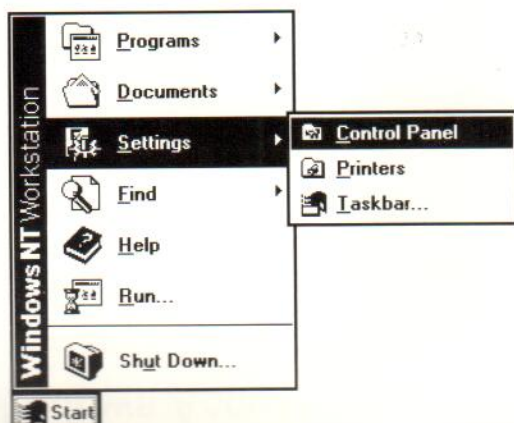 Windows NT Workstation
Programs
Documents
Settings
Find
Help
Run...
Shut Down...
Control Panel
Printers
Taskbar...
Start